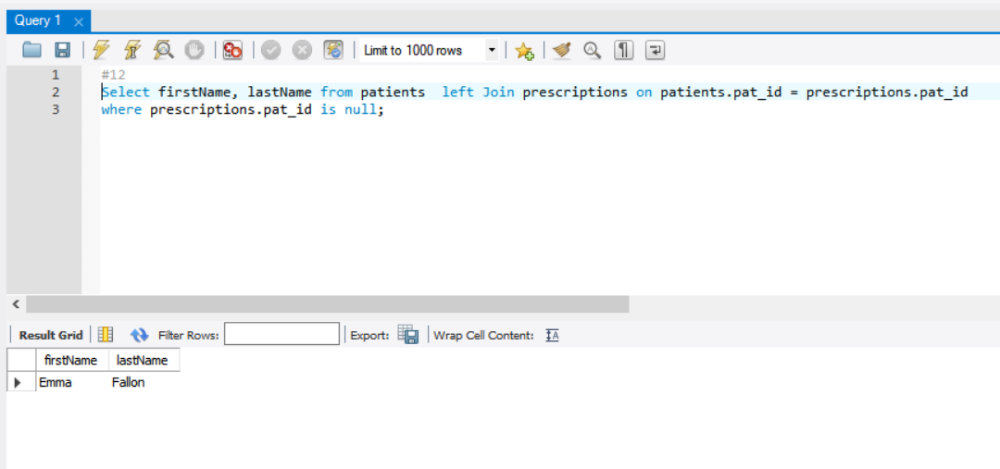 Query 1
Limit to 1000 rows
1 #12
2 Select firstName, lastName from patients  left Join prescriptions on patients.pat_id = prescriptions.pat_id
3 where prescriptions.pat_id is null;
Result Grid Filter Rows: Export: Wrap Cell Content:
firstName lastName
Emma Fallon